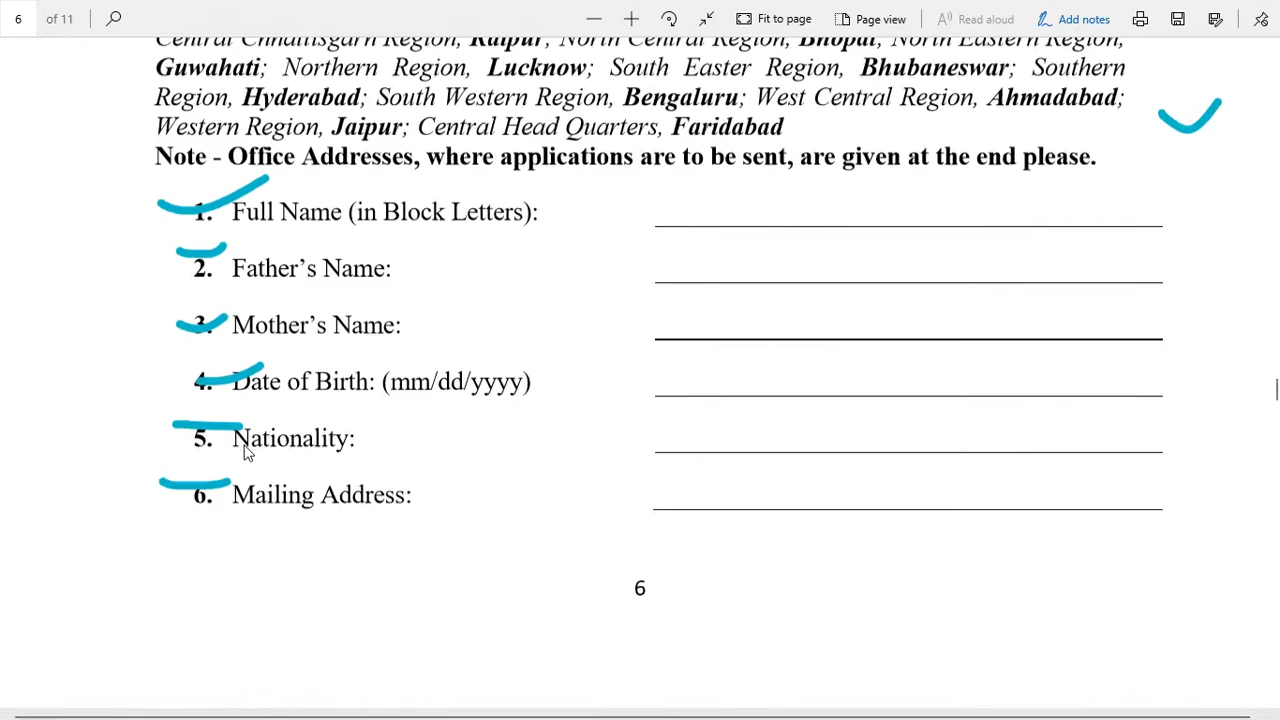 6 of 11 Fit to page Page view Read aloud Add notes
Central Chhattisgarh Region, Raipur; North Central Region, Bhopal; North Eastern Region,
Guwahati; Northern Region, Lucknow; South Easter Region, Bhubaneswar; Southern
Region, Hyderabad; South Western Region, Bengaluru; West Central Region, Ahmadabad;
Western Region, Jaipur; Central Head Quarters, Faridabad
Note - Office Addresses, where applications are to be sent, are given at the end please.
1. Full Name (in Block Letters):
2. Father’s Name:
3. Mother’s Name:
4. Date of Birth: (mm/dd/yyyy)
5. Nationality:
6. Mailing Address:
6